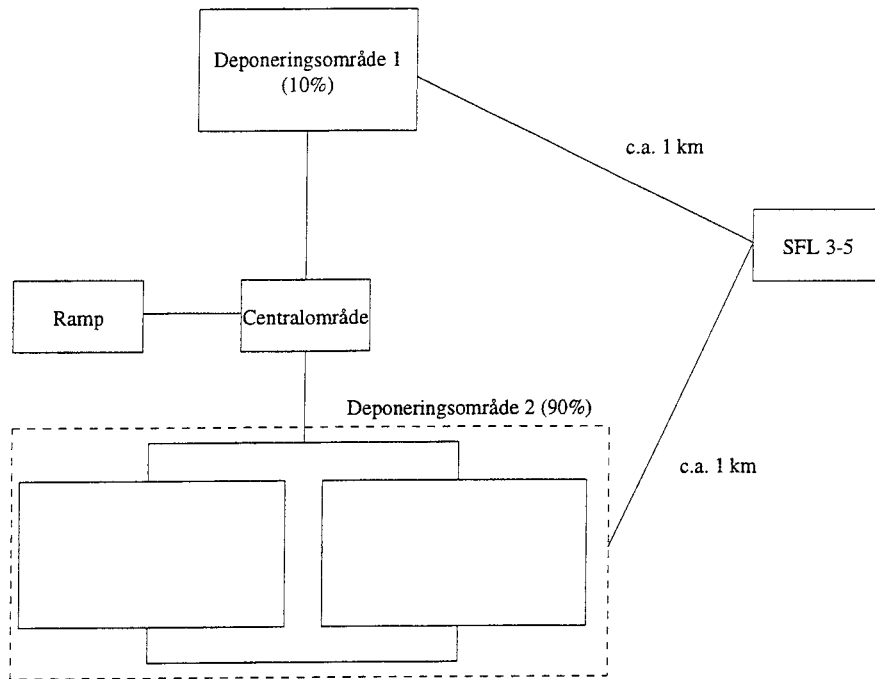 Deponeringsområde 1
(10%)
c.a. 1 km
SFL 3-5
Ramp
Centralområde
Deponeringsområde 2 (90%)
c.a. 1 km